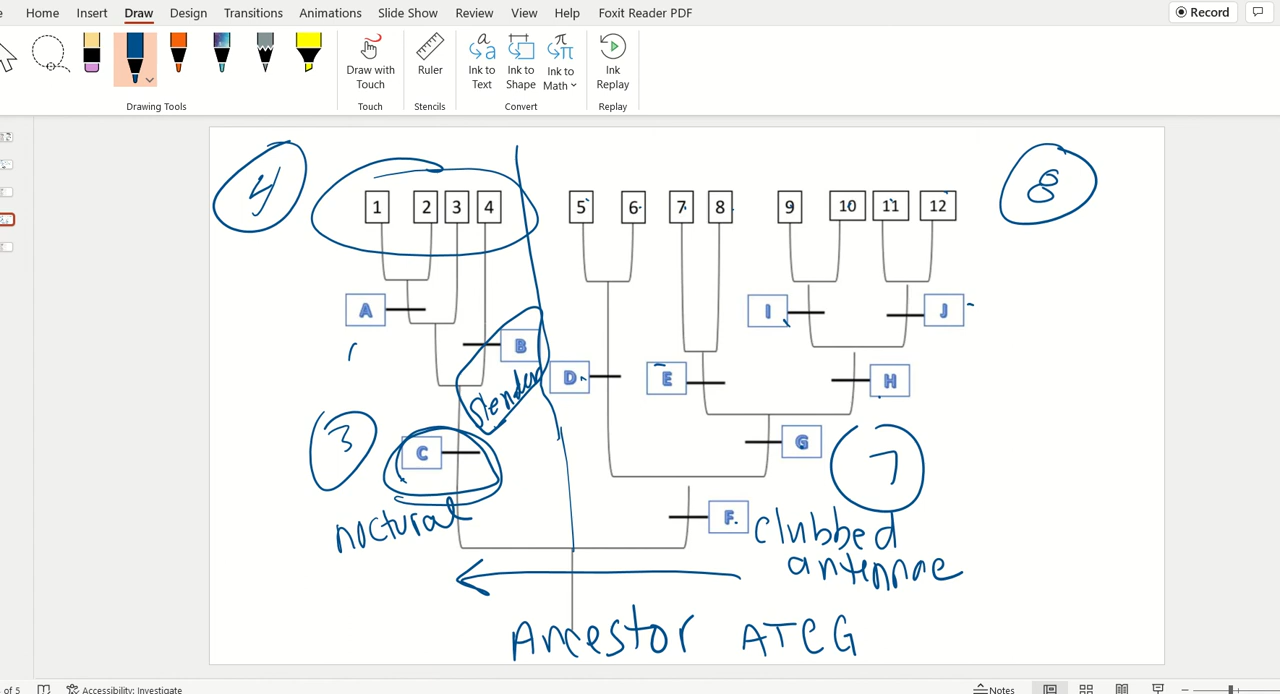 Home Insert Draw Design Transitions Animations Slide Show Review View Help Foxit Reader PDF
Record
Draw with Touch
Ruler
Ink to Text
Ink to Shape
Ink to Math
Ink Replay
Drawing Tools
Touch
Stencils
Convert
Replay
4
8
1 2 3 4 5 6 7 8 9 10 11 12
A
I
J
B
D
E
H
slender
3
C
G
7
noctural
F
clubbed
antennae
Ancestor ATCG
of 5
Accessibility: Investigate
Notes